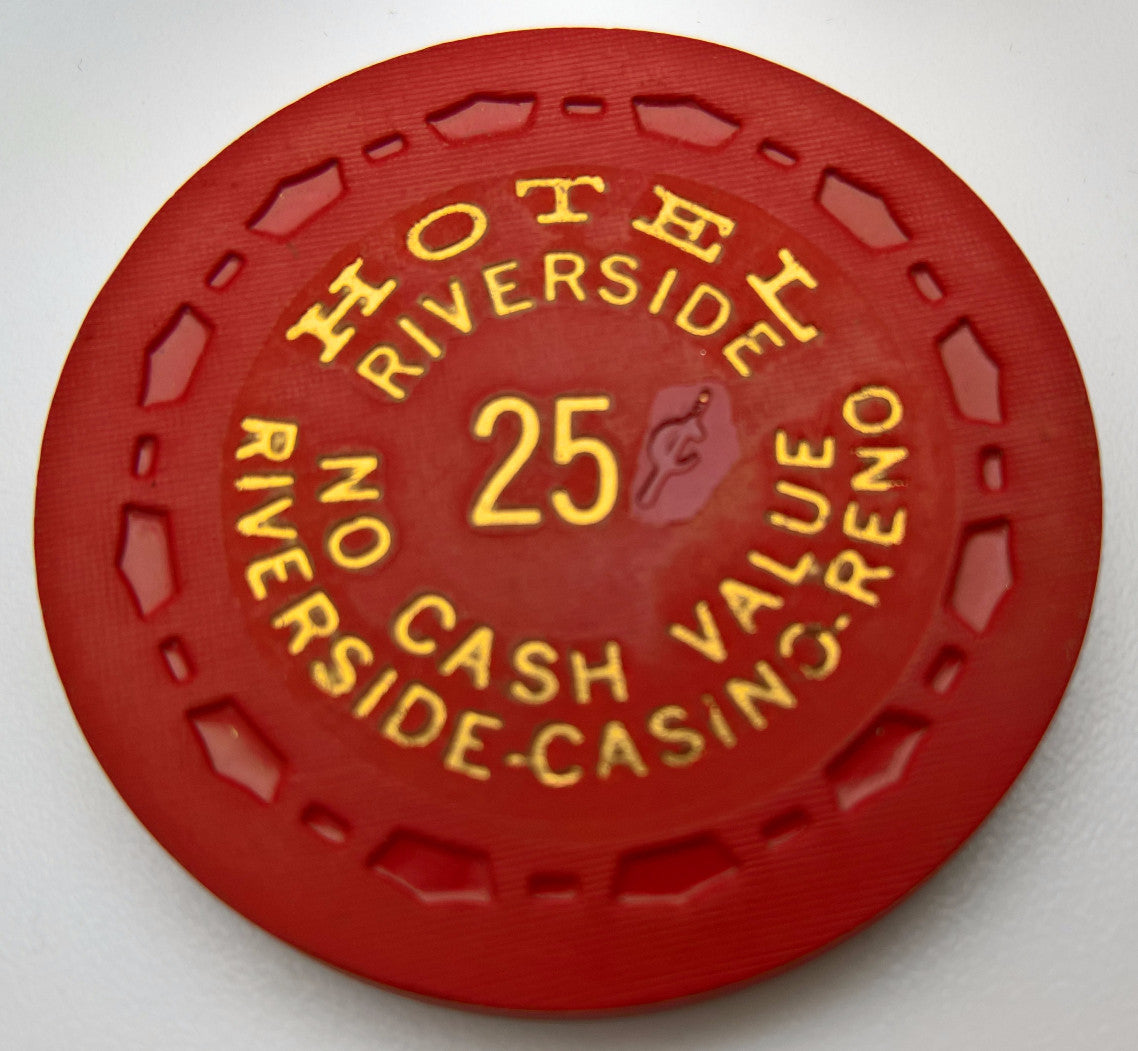 HOTEL
RIVERSIDE
25¢
NO CASH VALUE
RIVERSIDE-CASINO-RENO